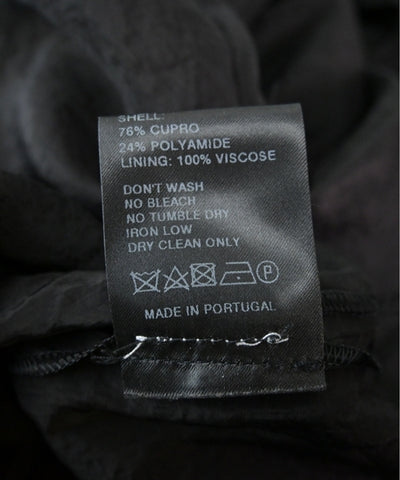 SHELL:
76% CUPRO
24% POLYAMIDE
LINING: 100% VISCOSE
DON'T WASH
NO BLEACH
NO TUMBLE DRY
IRON LOW
DRY CLEAN ONLY
P
MADE IN PORTUGAL